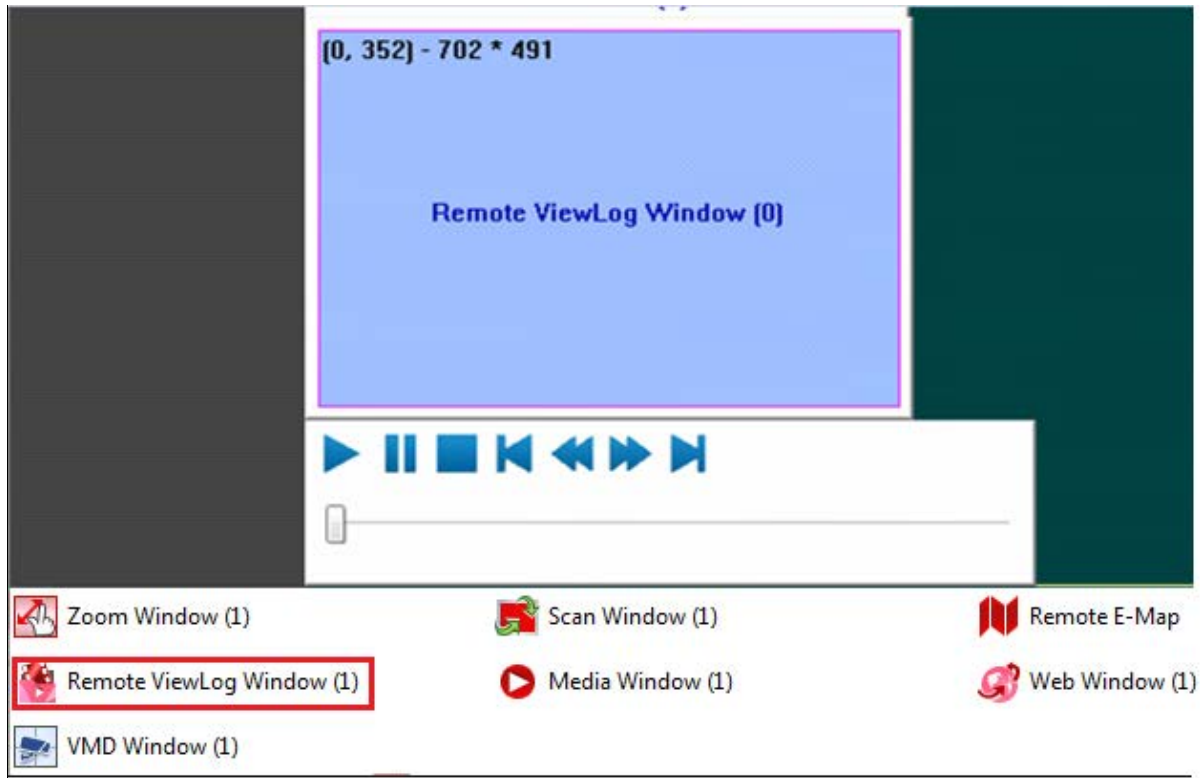 (0, 352) - 702 * 491
Remote ViewLog Window (0)
Zoom Window (1)
Scan Window (1)
Remote E-Map
Remote ViewLog Window (1)
Media Window (1)
Web Window (1)
VMD Window (1)